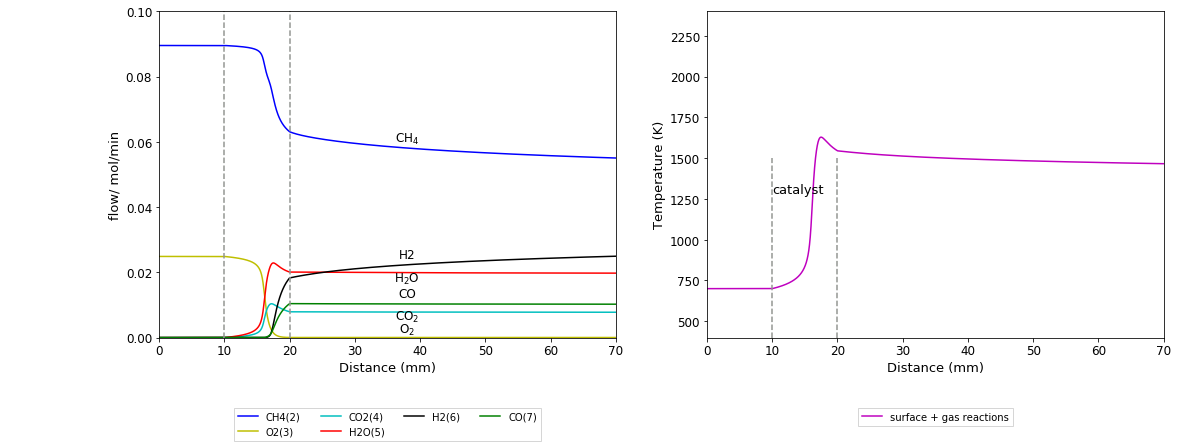 0.10
0.08
0.06
0.04
0.02
0.00
flow/ mol/min
CH₄
H2
H₂O
CO
CO₂
O₂
0 10 20 30 40 50 60 70
Distance (mm)
CH4(2) CO2(4) H2(6) CO(7)
O2(3) H2O(5)
2250
2000
1750
1500
1250
1000
750
500
Temperature (K)
catalyst
0 10 20 30 40 50 60 70
Distance (mm)
surface + gas reactions